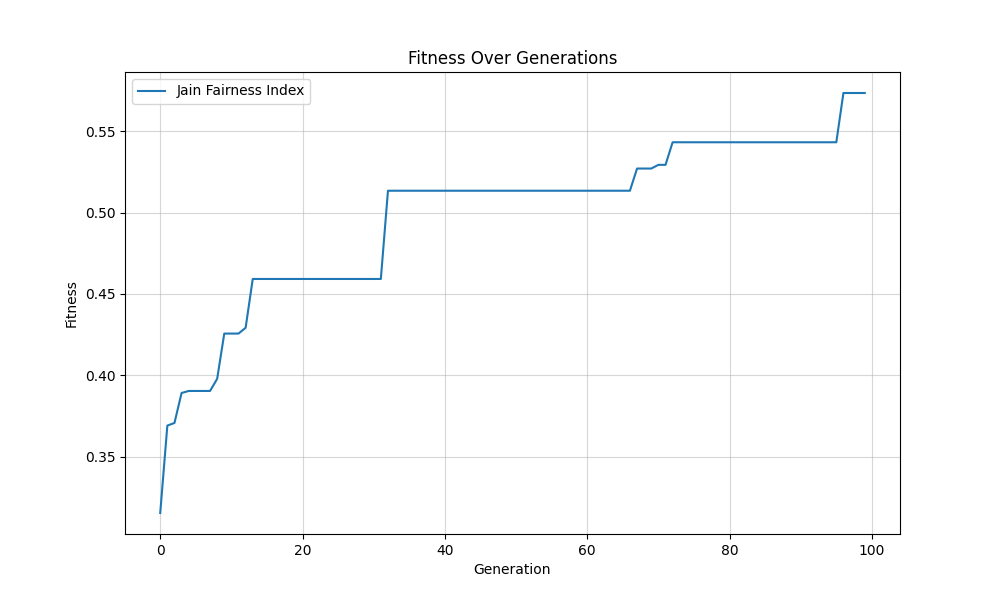 Fitness Over Generations
Jain Fairness Index
0.55
0.50
0.45
0.40
0.35
Fitness
0 20 40 60 80 100
Generation